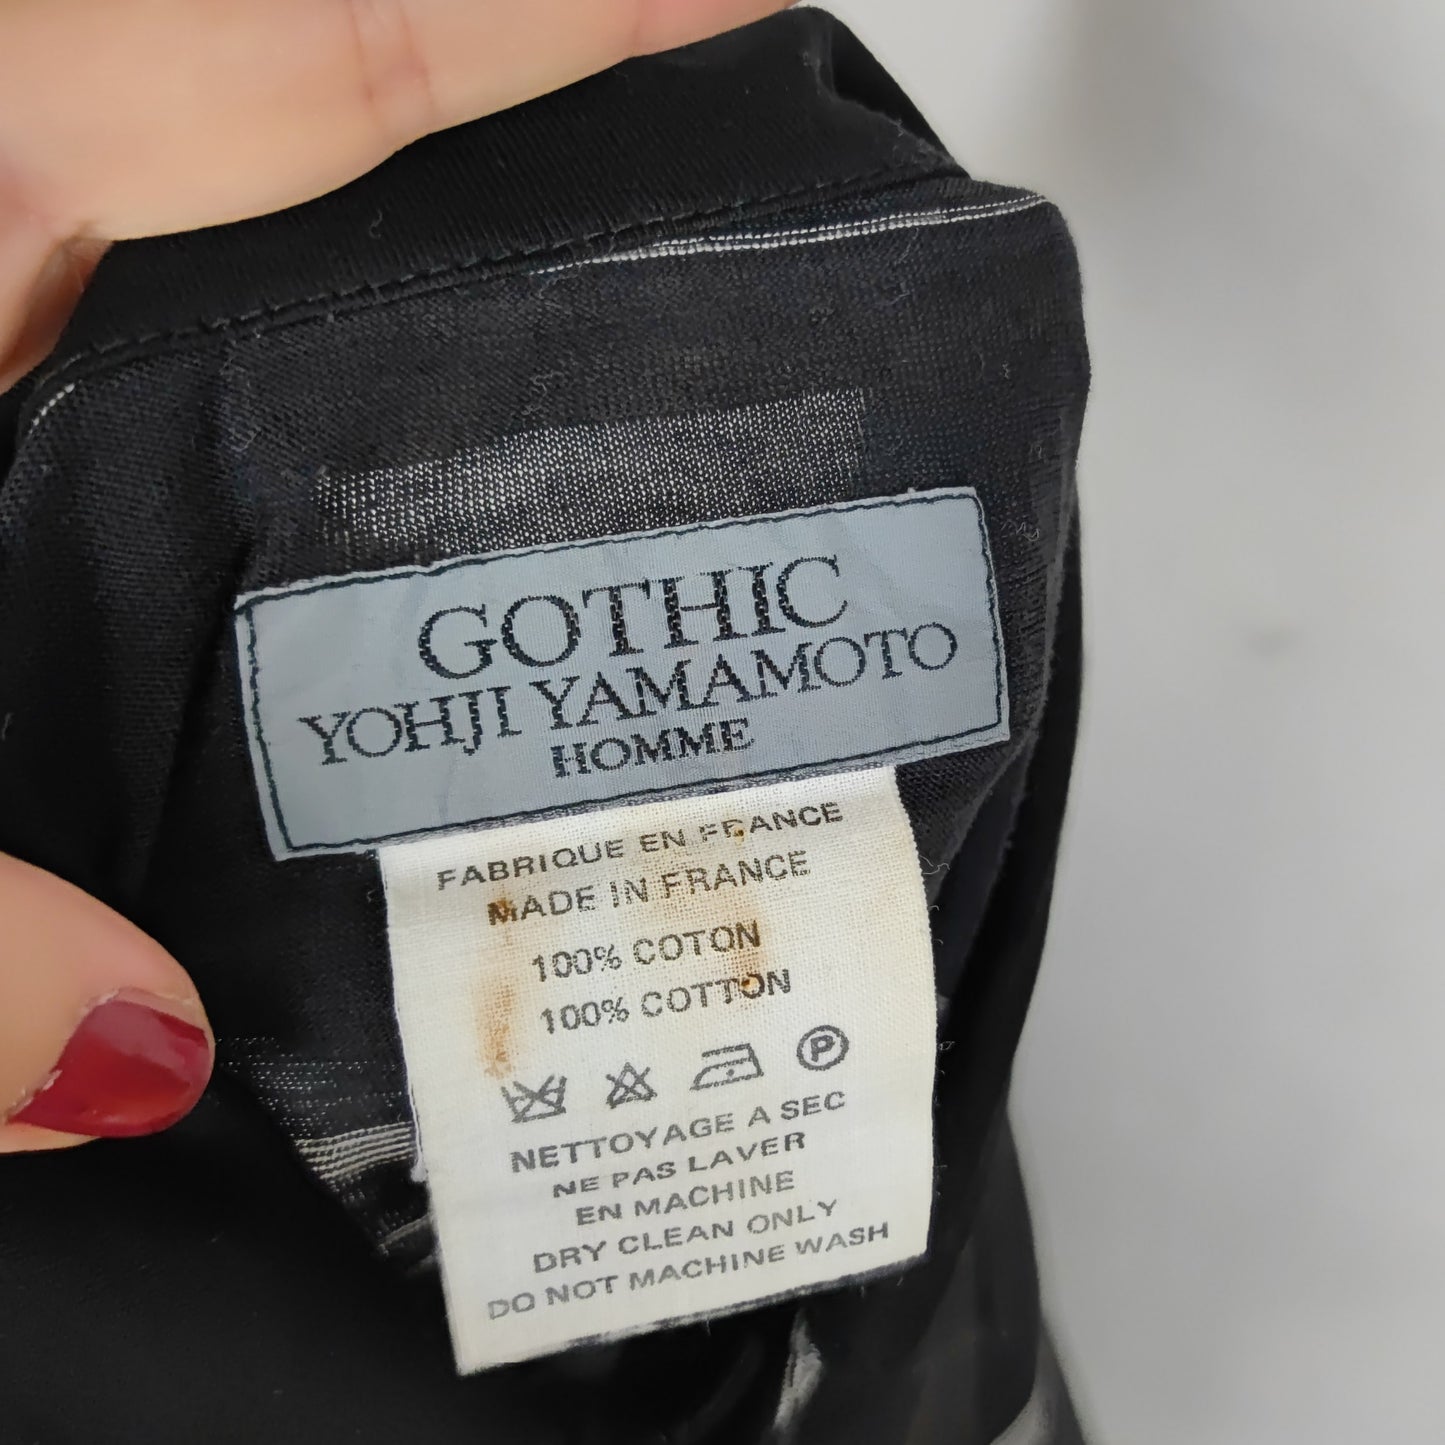 GOTHIC
YOHJI YAMAMOTO
HOMME
FABRIQUE EN FRANCE
MADE IN FRANCE
100% COTON
100% COTTON
P
NETTOYAGE A SEC
NE PAS LAVER
EN MACHINE
DRY CLEAN ONLY
DO NOT MACHINE WASH